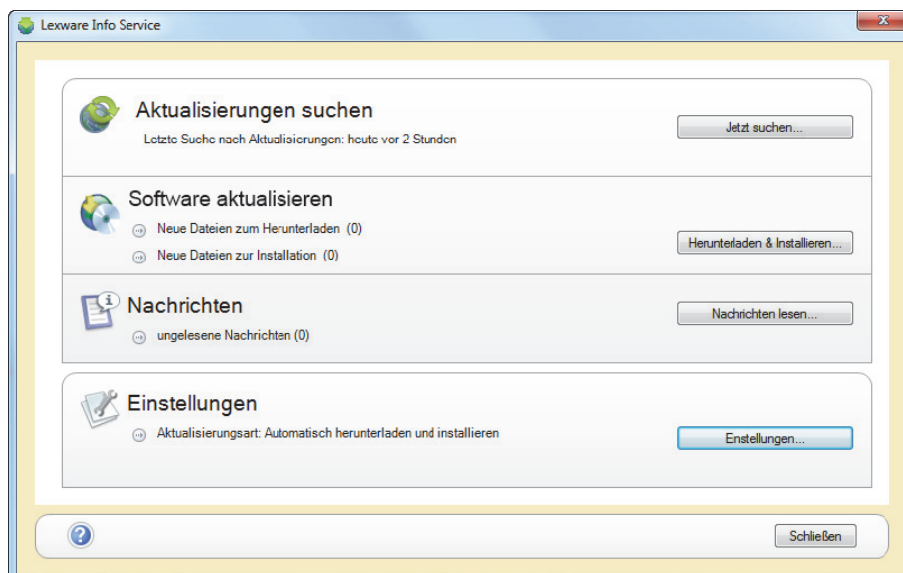 Lexware Info Service
Aktualisierungen suchen
Letzte Suche nach Aktualisierungen: heute vor 2 Stunden
Jetzt suchen...
Software aktualisieren
Neue Dateien zum Herunterladen (0)
Neue Dateien zur Installation (0)
Herunterladen & Installieren...
Nachrichten
ungelesene Nachrichten (0)
Nachrichten lesen...
Einstellungen
Aktualisierungsart: Automatisch herunterladen und installieren
Einstellungen...
Schließen